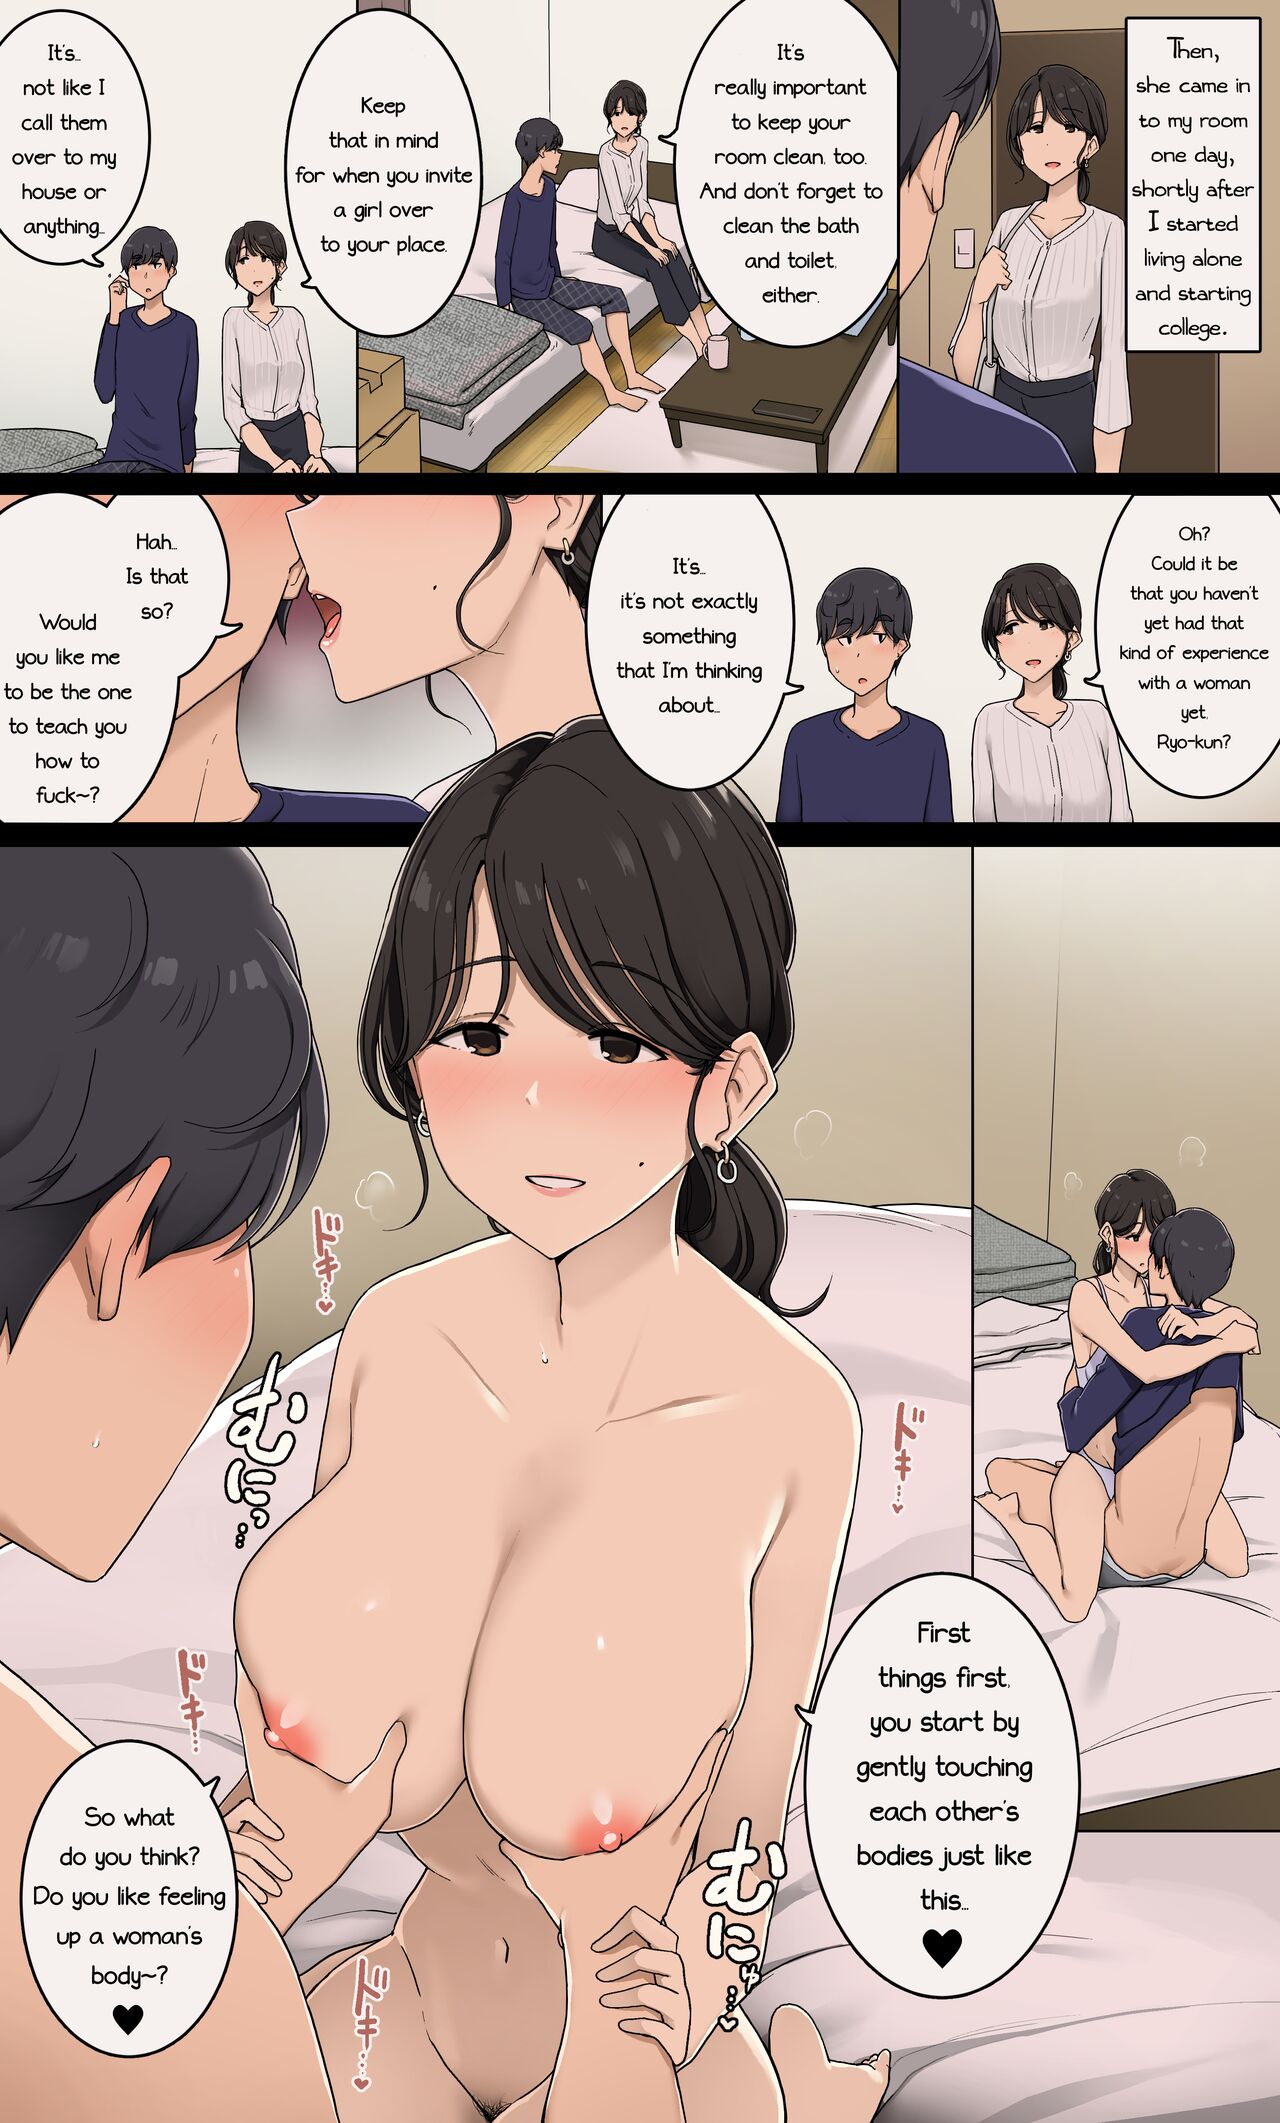 Then,
she came in
to my room
one day,
shortly after
I started
living alone
and starting
college.
It's
really important
to keep your
room clean, too.
And don't forget to
clean the bath
and toilet,
either.
Keep
that in mind
for when you invite
a girl over
to your place.
It's...
not like I
call them
over to my
house or
anything...
Oh?
Could it be
that you haven't
yet had that
kind of experience
with a woman
yet,
Ryo-kun?
It's...
it's not exactly
something
that I'm thinking
about...
Hah...
Is that
so?
Would
you like me
to be the one
to teach you
how to
fuck~?
First
things first,
you start by
gently touching
each other's
bodies just like
this...
♥
ドキ…♥
むにっ…
ドキ…♥
ドキ…
むにゅ…♥
ドキ…♥
So what
do you think?
Do you like feeling
up a woman's
body~?
♥